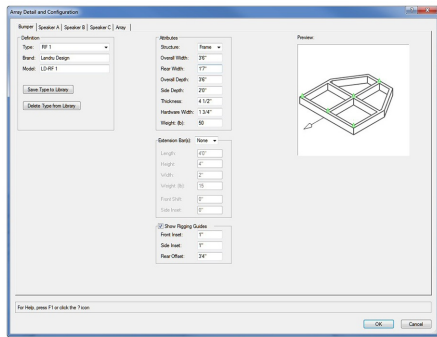 Array Detail and Configuration
Bumper Speaker A Speaker B Speaker C Array
Definition
Type: RF 1
Brand: Landru Design
Model: LD-RF 1
Save Type to Library
Delete Type from Library
Attributes
Structure: Frame
Overall Width: 3'6"
Rear Width: 1'7"
Overall Depth: 3'6"
Side Depth: 2'0"
Thickness: 4 1/2"
Hardware Width: 1 3/4"
Weight: (lb) 50
Extension Bar(s): None
Length: 4'0"
Height: 4"
Width: 2"
Weight: (lb) 15
Front Shift: 0"
Side Inset: 0"
Show Rigging Guides
Front Inset: 1"
Side Inset: 1"
Rear Offset: 3'4"
Preview:
For Help, press F1 or click the ? icon
OK Cancel